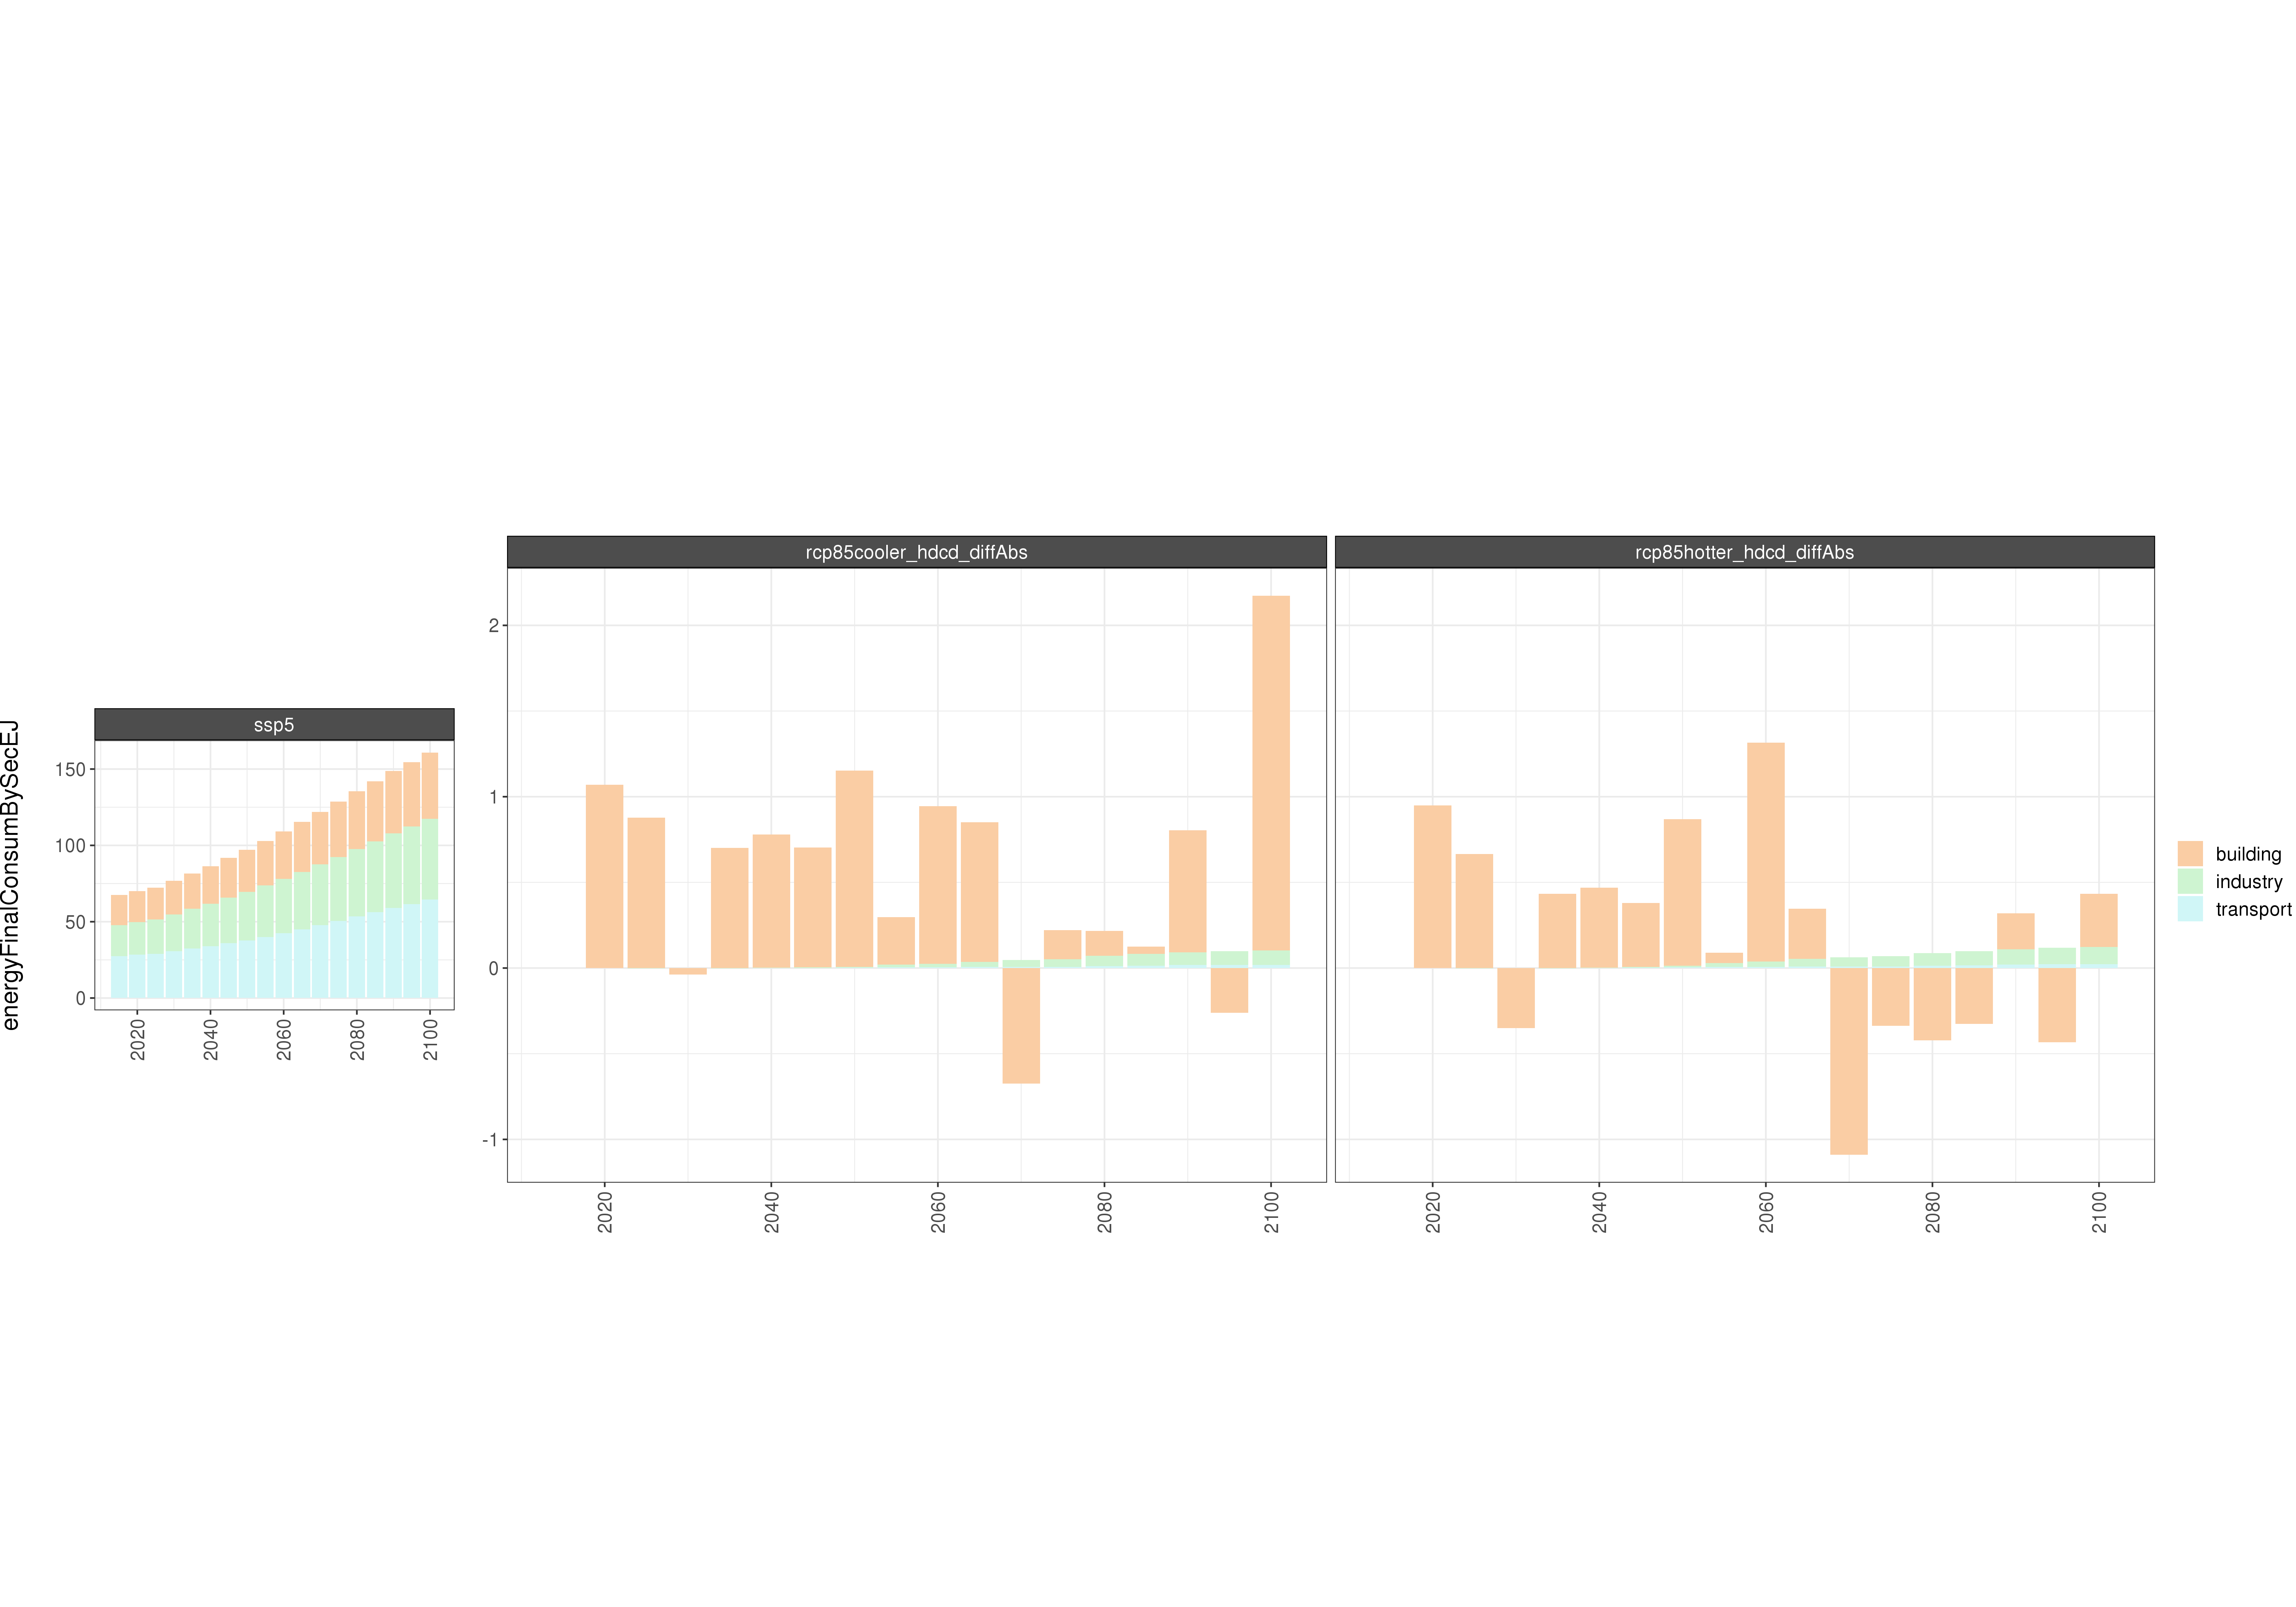 energyFinalConsumBySecEJ
ssp5
150
100
50
0
2020 2040 2060 2080 2100
rcp85cooler_hdcd_diffAbs
rcp85hotter_hdcd_diffAbs
2
1
0
-1
2020 2040 2060 2080 2100
2020 2040 2060 2080 2100
building
industry
transport